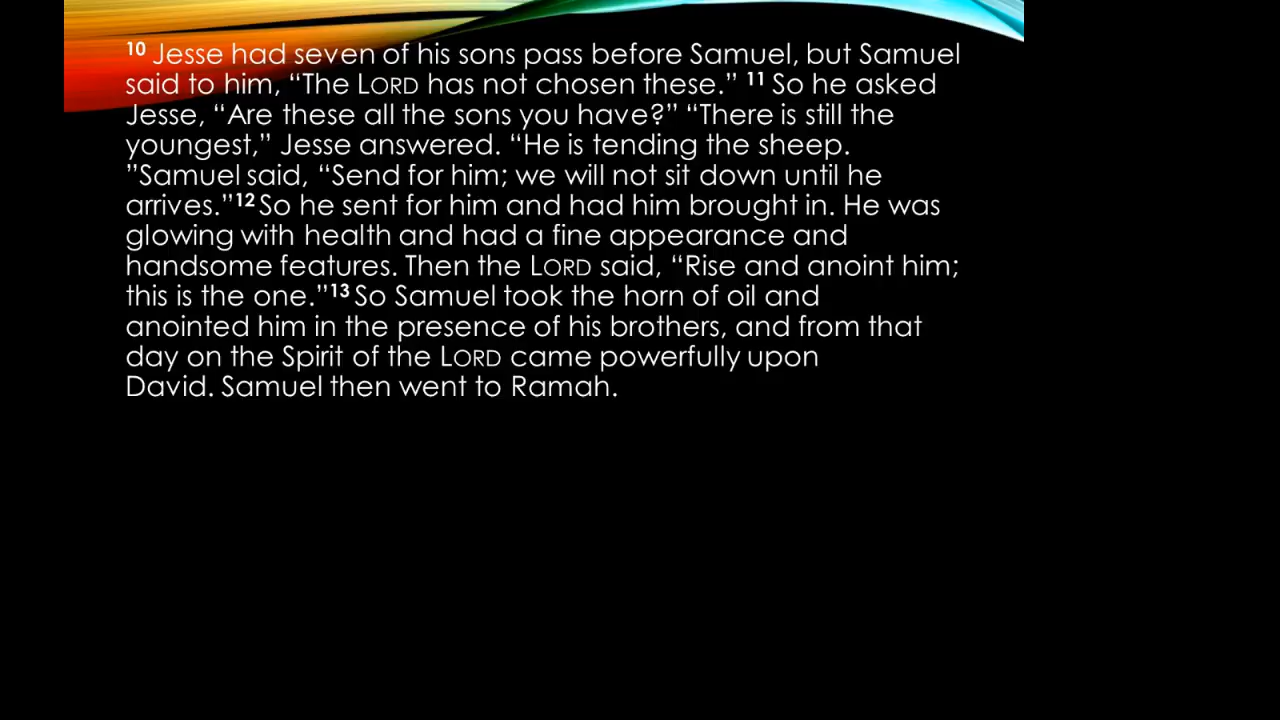 10 Jesse had seven of his sons pass before Samuel, but Samuel
said to him, “The LORD has not chosen these.” 11 So he asked
Jesse, “Are these all the sons you have?” “There is still the
youngest,” Jesse answered. “He is tending the sheep.
”Samuel said, “Send for him; we will not sit down until he
arrives.”12 So he sent for him and had him brought in. He was
glowing with health and had a fine appearance and
handsome features. Then the LORD said, “Rise and anoint him;
this is the one.”13 So Samuel took the horn of oil and
anointed him in the presence of his brothers, and from that
day on the Spirit of the LORD came powerfully upon
David. Samuel then went to Ramah.